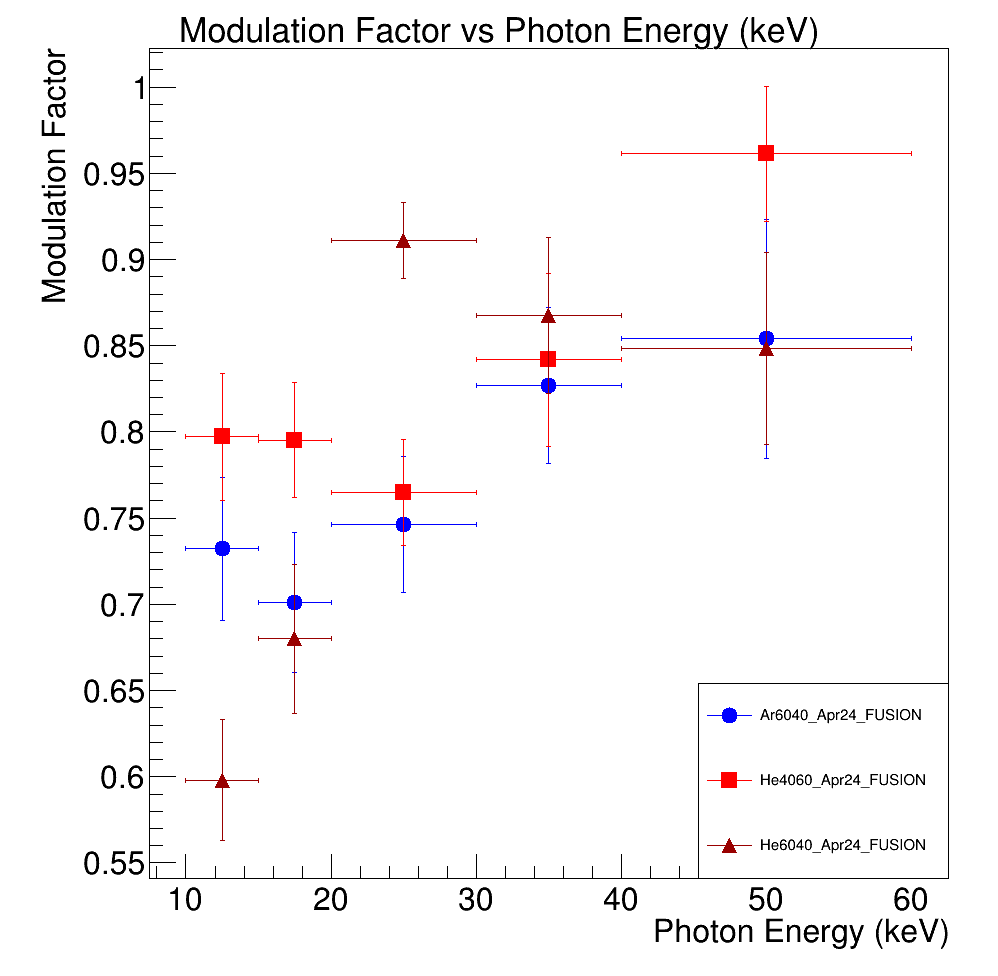 Modulation Factor vs Photon Energy (keV)
Modulation Factor
1
0.95
0.9
0.85
0.8
0.75
0.7
0.65
0.6
0.55
10 20 30 40 50 60
Photon Energy (keV)
Ar6040_Apr24_FUSION
He4060_Apr24_FUSION
He6040_Apr24_FUSION